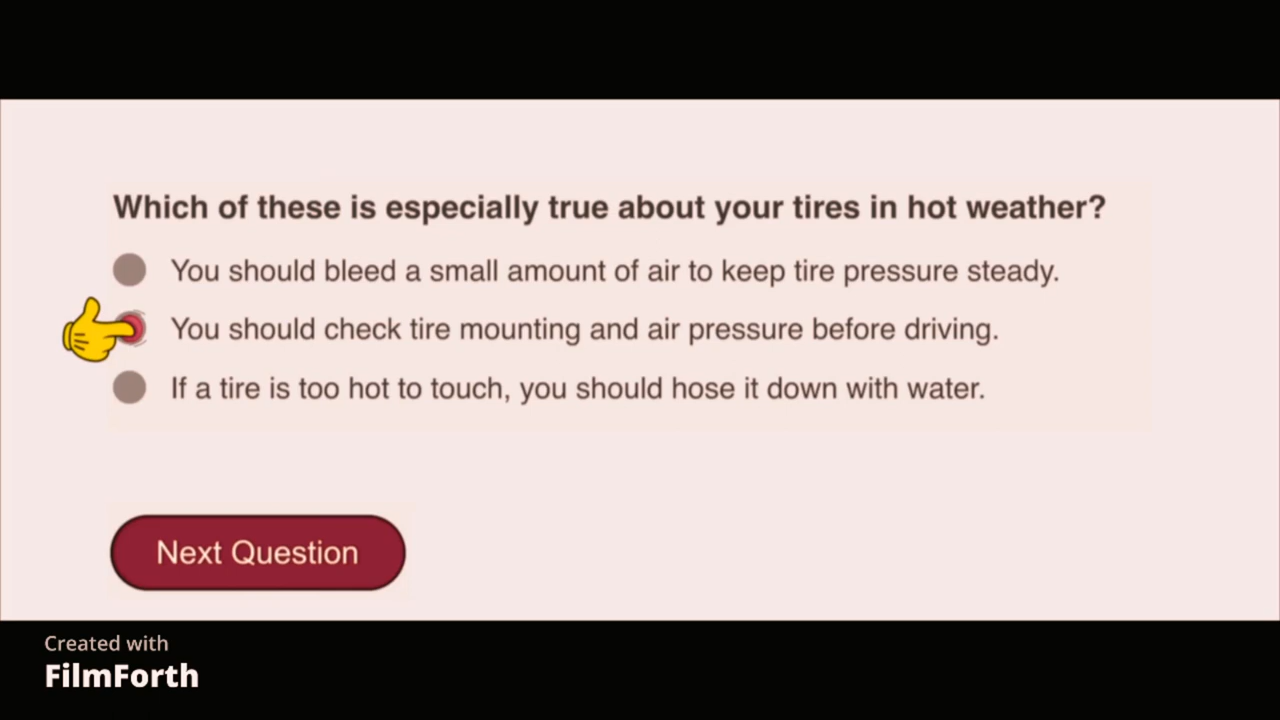 Which of these is especially true about your tires in hot weather?
You should bleed a small amount of air to keep tire pressure steady.
You should check tire mounting and air pressure before driving.
If a tire is too hot to touch, you should hose it down with water.
Next Question
Created with
FilmForth